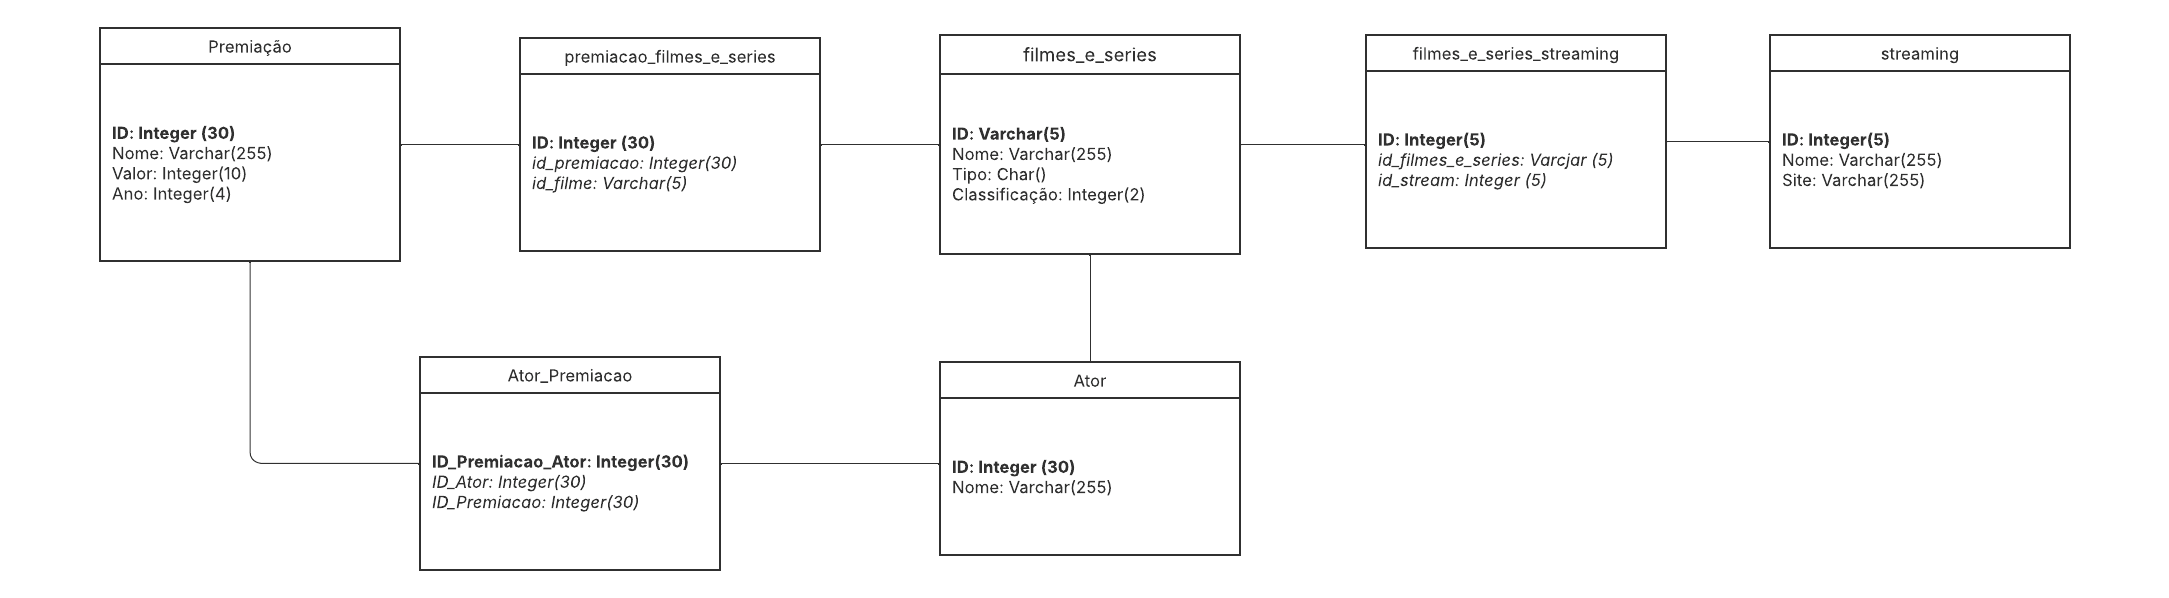 Premiação
ID: Integer (30)
Nome: Varchar(255)
Valor: Integer(10)
Ano: Integer(4)
premiacao_filmes_e_series
ID: Integer (30)
id_premiacao: Integer(30)
id_filme: Varchar(5)
filmes_e_series
ID: Varchar(5)
Nome: Varchar(255)
Tipo: Char()
Classificação: Integer(2)
filmes_e_series_streaming
ID: Integer(5)
id_filmes_e_series: Varcjar (5)
id_stream: Integer (5)
streaming
ID: Integer(5)
Nome: Varchar(255)
Site: Varchar(255)
Ator_Premiacao
ID_Premiacao_Ator: Integer(30)
ID_Ator: Integer(30)
ID_Premiacao: Integer(30)
Ator
ID: Integer (30)
Nome: Varchar(255)